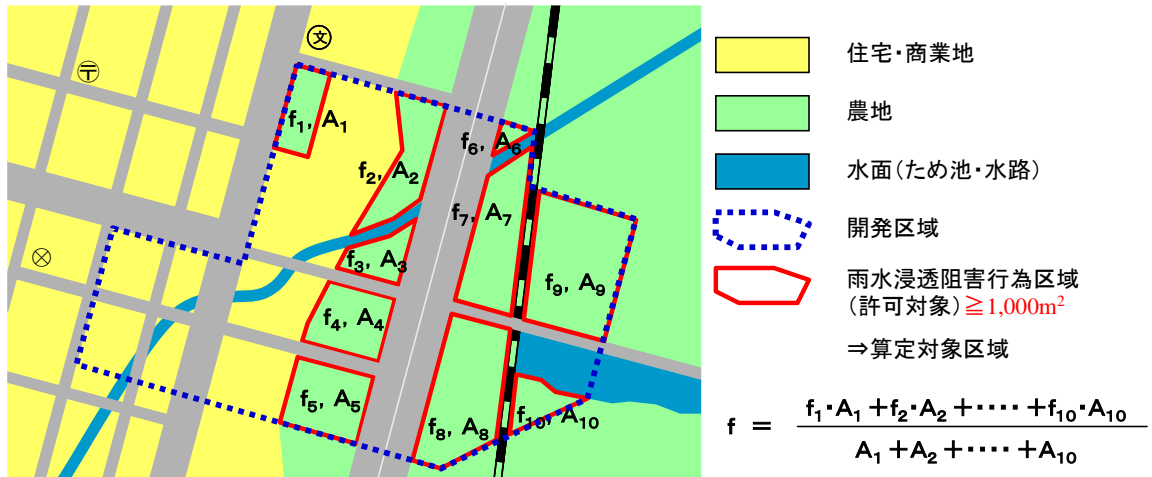 文
〒
f1, A1
f2, A2
f3, A3
f4, A4
f5, A5
f6, A6
f7, A7
f8, A8
f9, A9
f10, A10
住宅・商業地
農地
水面(ため池・水路)
開発区域
雨水浸透阻害行為区域
(許可対象)≧1,000m²
⇒算定対象区域
f = (f1・A1 +f2・A2 +‥‥ +f10・A10) / (A1 +A2 +‥‥ +A10)